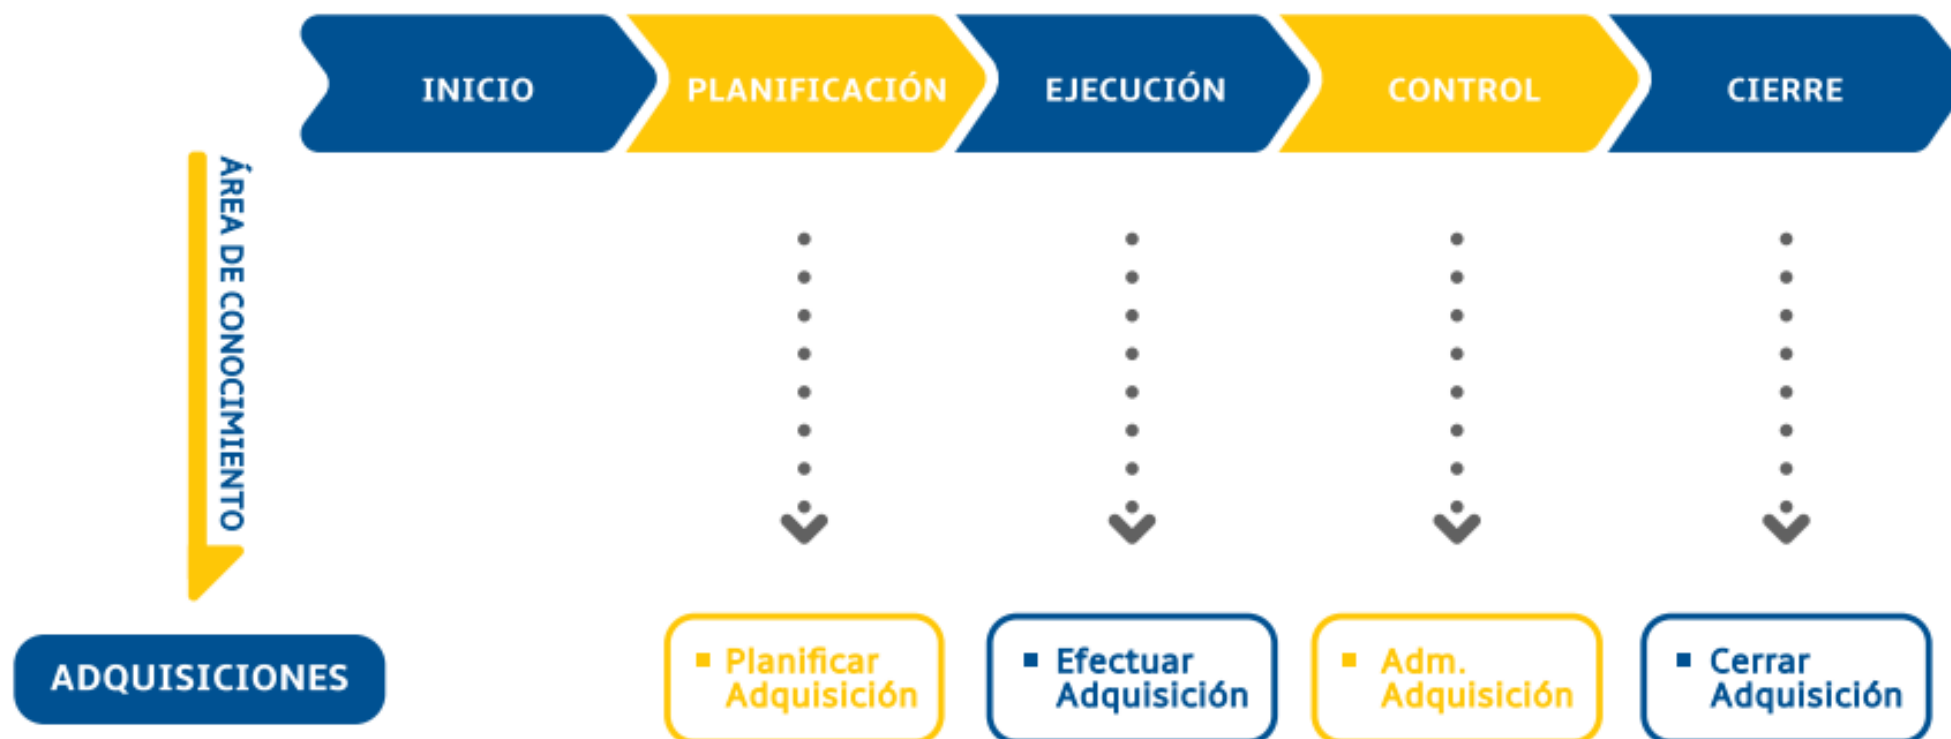 INICIO
PLANIFICACIÓN
EJECUCIÓN
CONTROL
CIERRE
ÁREA DE CONOCIMIENTO
ADQUISICIONES
▪ Planificar
Adquisición
▪ Efectuar
Adquisición
▪ Adm.
Adquisición
▪ Cerrar
Adquisición